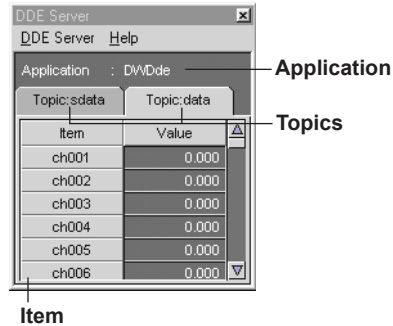 DDE Server
DDE Server Help
Application : DWDde
Application
Topic:sdata Topic:data
Topics
Item Value
ch001 0.000
ch002 0.000
ch003 0.000
ch004 0.000
ch005 0.000
ch006 0.000
Item